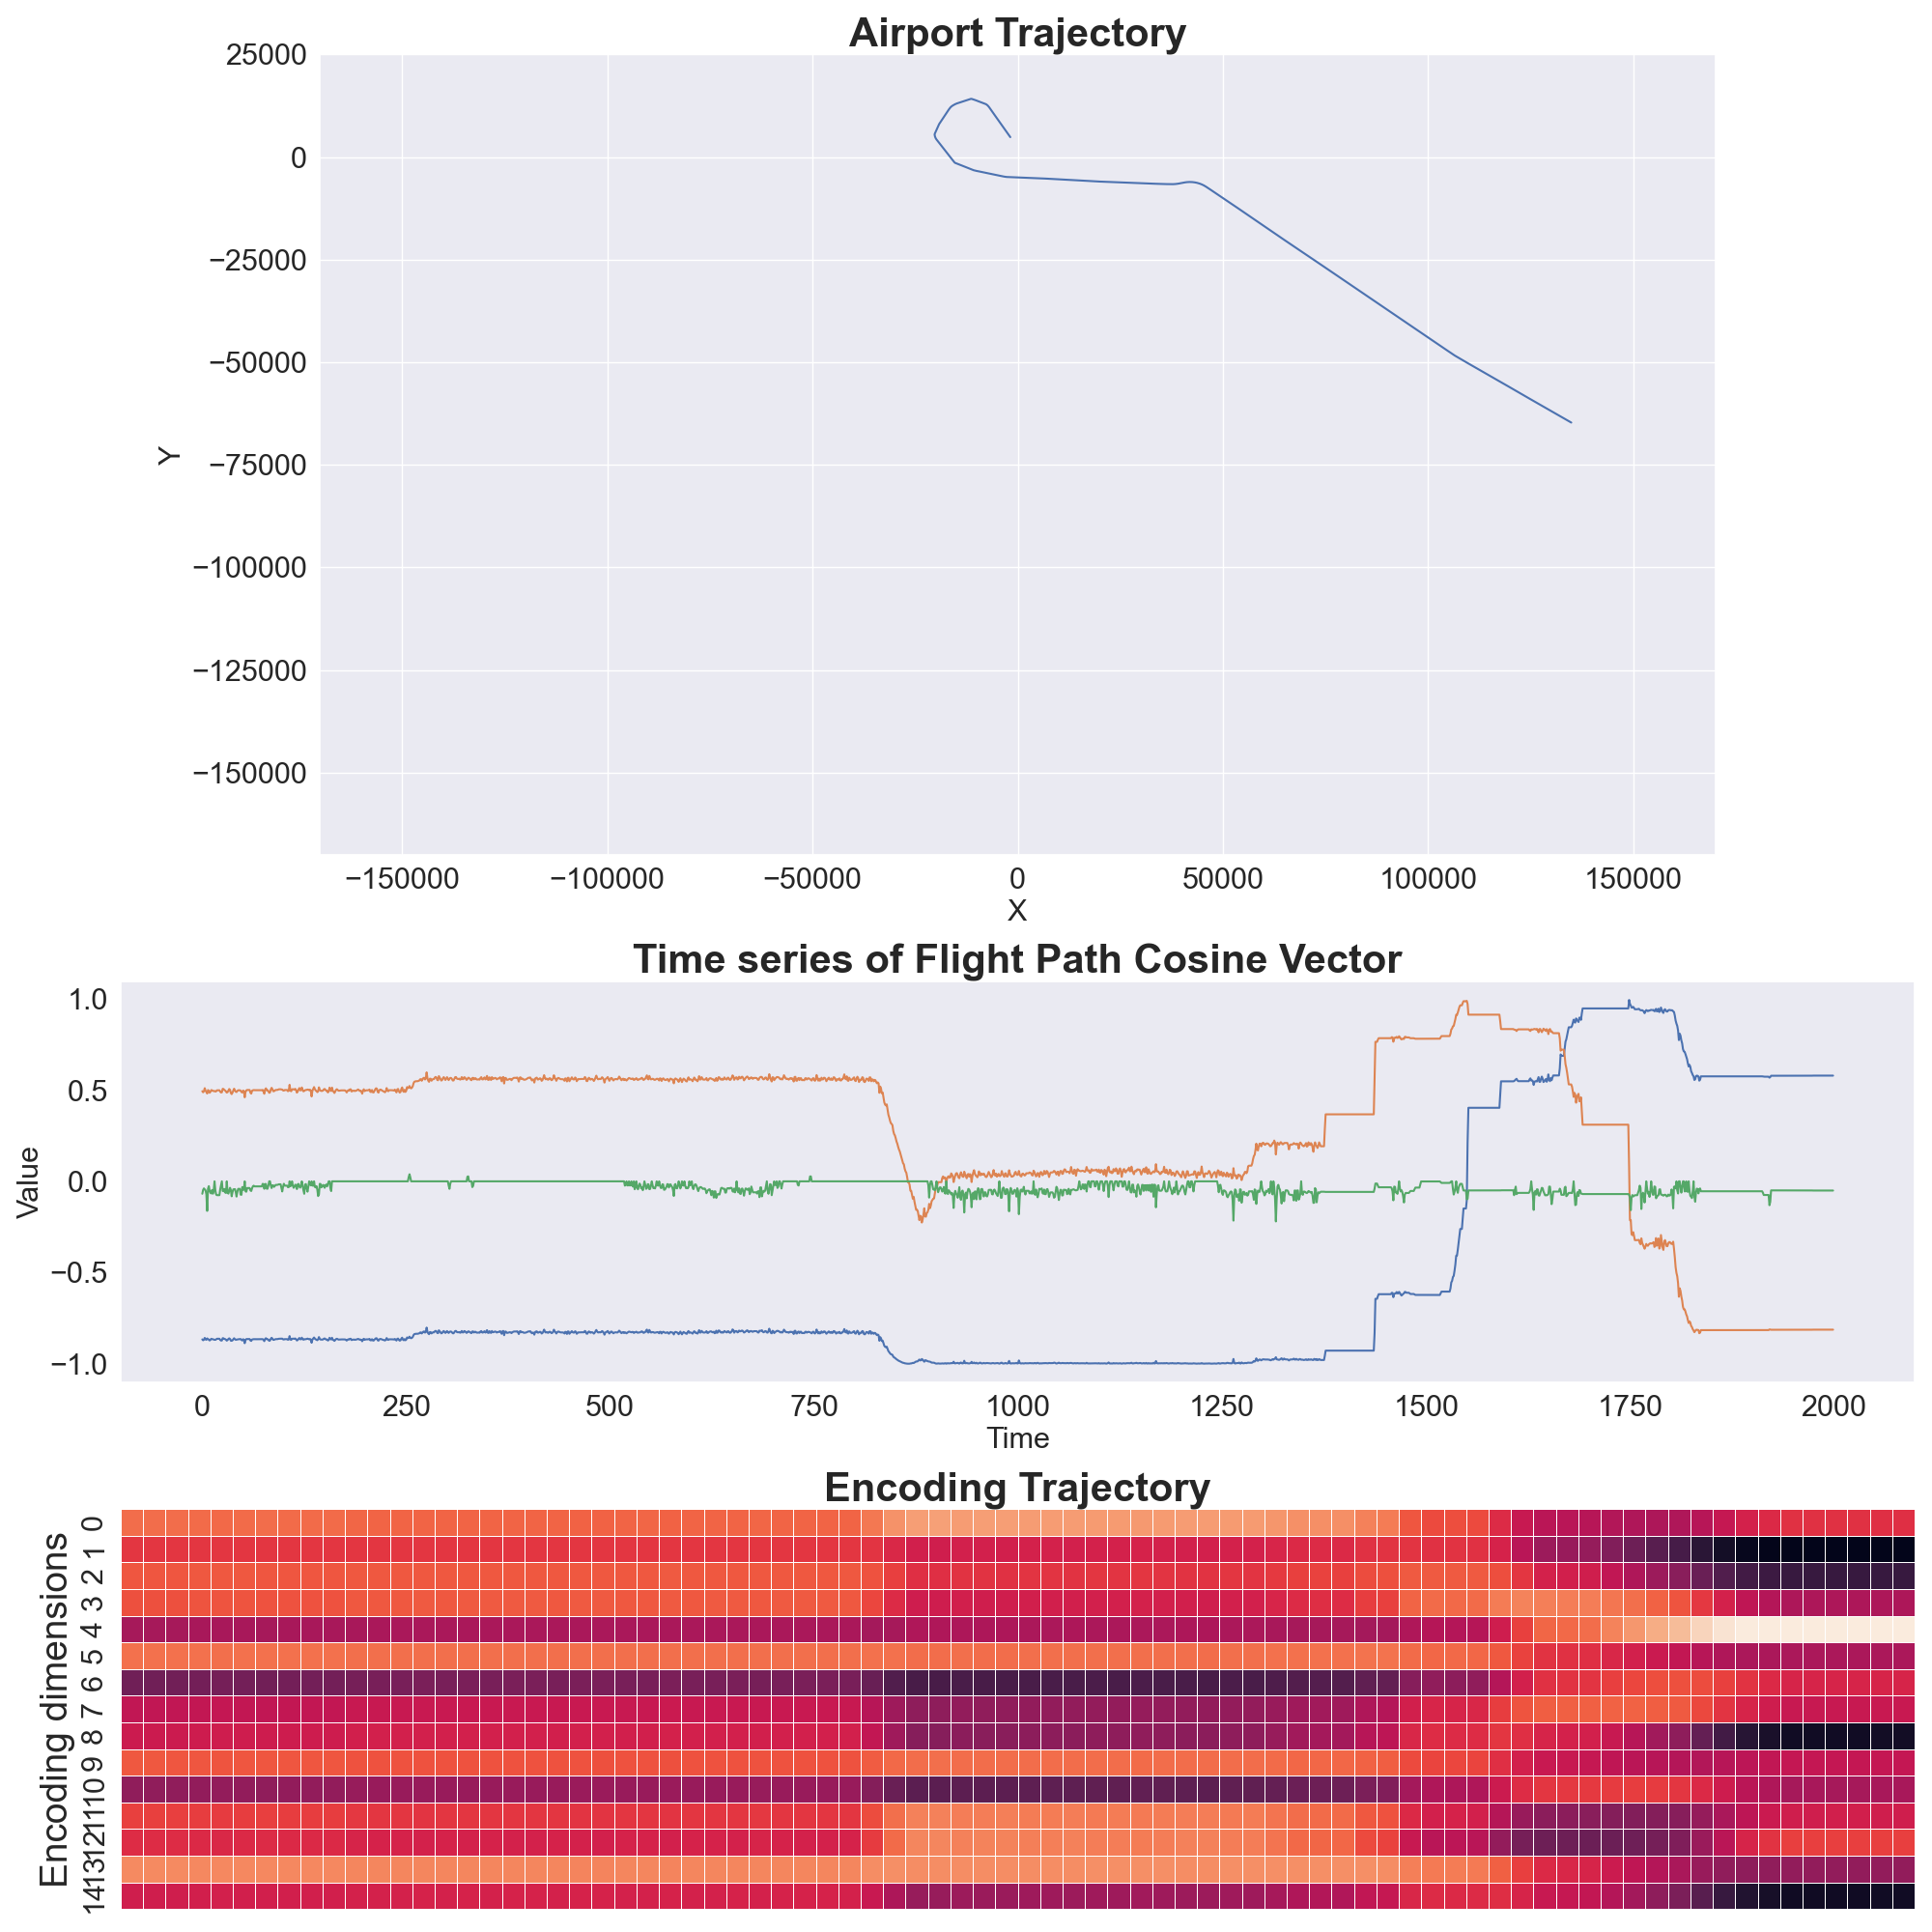 Airport Trajectory
25000
0
−25000
−50000
−75000
−100000
−125000
−150000
Y
−150000 −100000 −50000 0 50000 100000 150000
X
Time series of Flight Path Cosine Vector
1.0
0.5
0.0
−0.5
−1.0
Value
0 250 500 750 1000 1250 1500 1750 2000
Time
Encoding Trajectory
Encoding dimensions
0
1
2
3
4
5
6
7
8
9
10
11
12
13
14